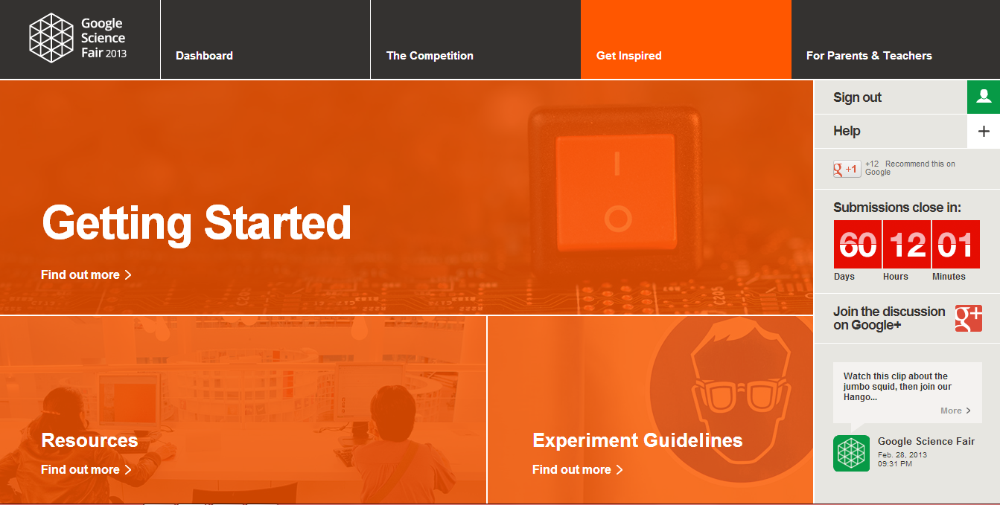 Google
Science
Fair 2013
Dashboard
The Competition
Get Inspired
For Parents & Teachers
Getting Started
Find out more >
Resources
Find out more >
Experiment Guidelines
Find out more >
Sign out
Help
+
g +1
+12 Recommend this on
Google
Submissions close in:
60 12 01
Days Hours Minutes
Join the discussion
on Google+
g+
Watch this clip about the
jumbo squid, then join our
Hango...
More >
Google Science Fair
Feb. 28, 2013
09:31 PM